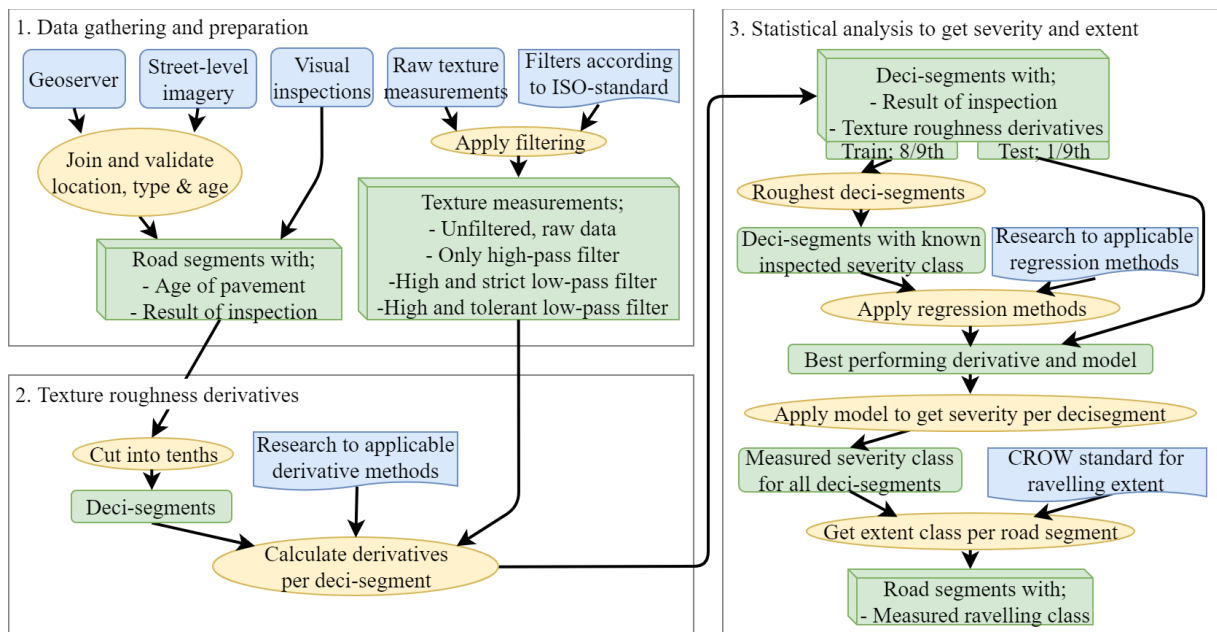 1. Data gathering and preparation
Geoserver
Street-level
imagery
Visual
inspections
Raw texture
measurements
Filters according
to ISO-standard
Join and validate
location, type & age
Apply filtering
Road segments with;
- Age of pavement
- Result of inspection
Texture measurements;
- Unfiltered, raw data
- Only high-pass filter
-High and strict low-pass filter
-High and tolerant low-pass filter
2. Texture roughness derivatives
Cut into tenths
Research to applicable
derivative methods
Deci-segments
Calculate derivatives
per deci-segment
3. Statistical analysis to get severity and extent
Deci-segments with;
- Result of inspection
- Texture roughness derivatives
Train; 8/9th
Test; 1/9th
Roughest deci-segments
Deci-segments with known
inspected severity class
Research to applicable
regression methods
Apply regression methods
Best performing derivative and model
Apply model to get severity per decisegment
Measured severity class
for all deci-segments
CROW standard for
ravelling extent
Get extent class per road segment
Road segments with;
- Measured ravelling class